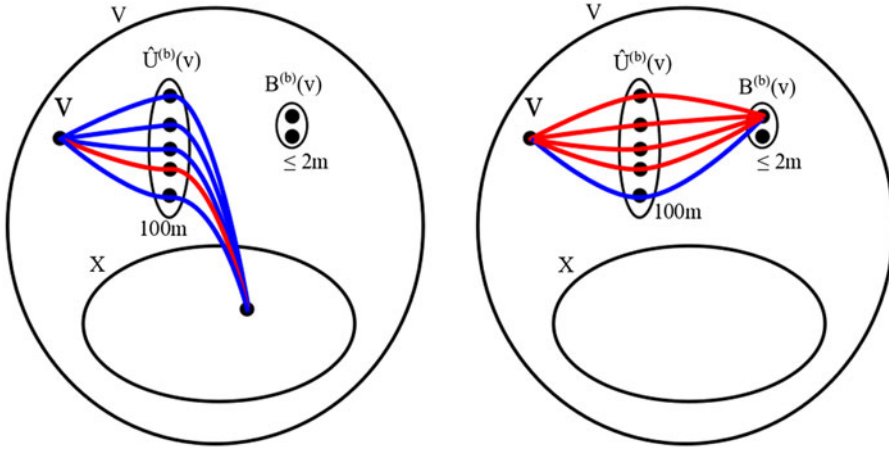 V
Û⁽ᵇ⁾(v)
B⁽ᵇ⁾(v)
V
≤ 2m
100m
X
V
Û⁽ᵇ⁾(v)
B⁽ᵇ⁾(v)
V
≤ 2m
100m
X